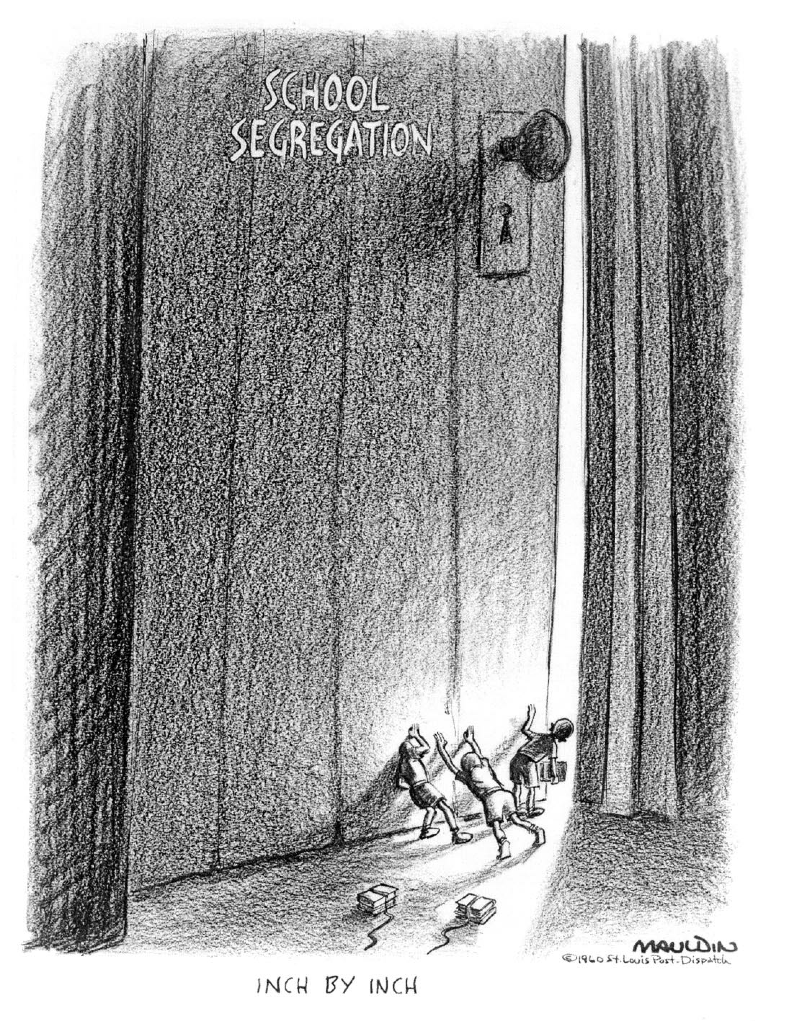 SCHOOL
SEGREGATION
MAULDIN
©1960 St. Louis Post-Dispatch
INCH BY INCH